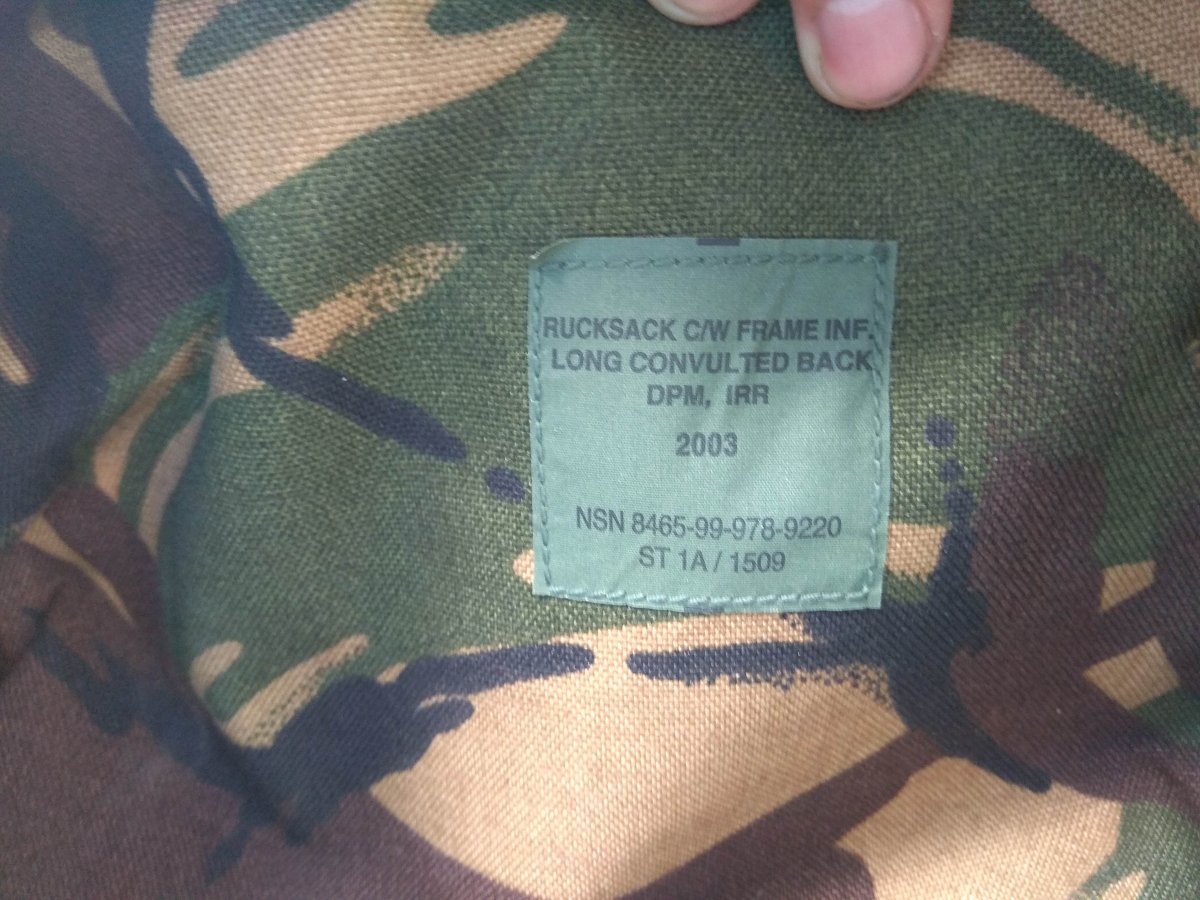 RUCKSACK C/W FRAME INF.
LONG CONVULTED BACK
DPM, IRR
2003
NSN 8465-99-978-9220
ST 1A / 1509